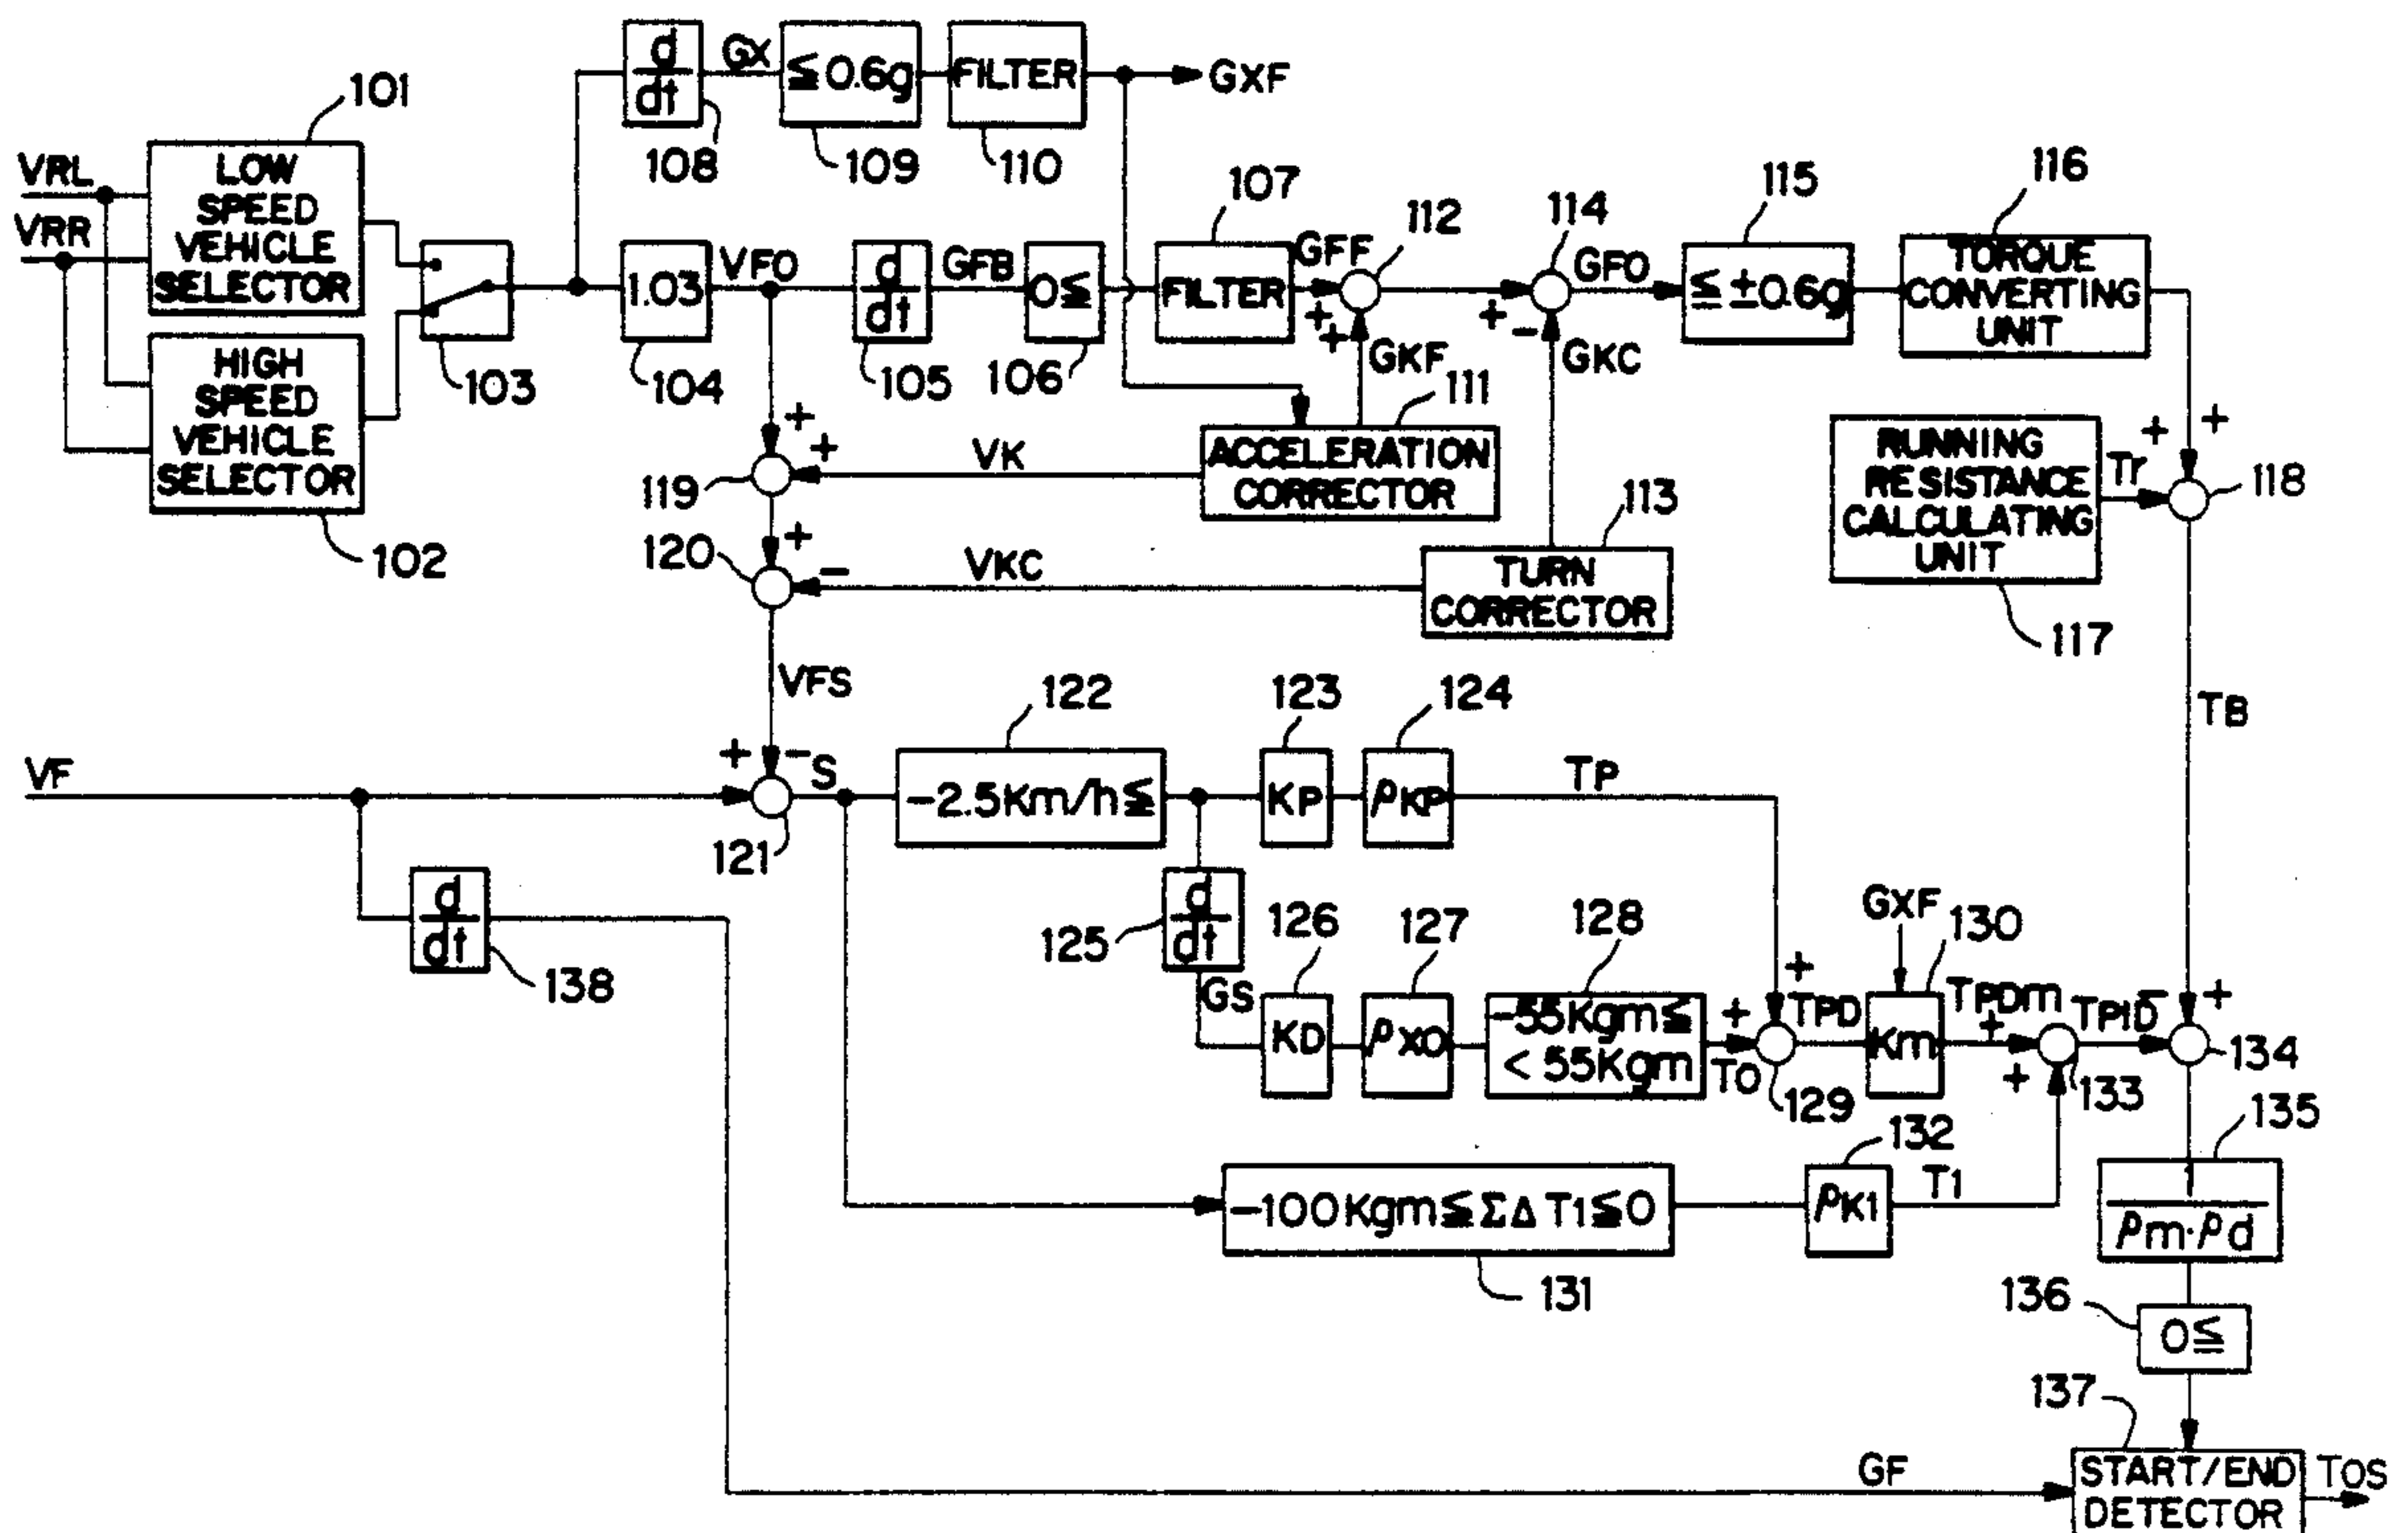 d
dt
GX
≦0.6g
FILTER
GXF
101
108
109
110
107
VRL
VRR
LOW
SPEED
VEHICLE
SELECTOR
HIGH
SPEED
VEHICLE
SELECTOR
102
103
1.03
104
VFO
d
dt
105
GFB
0≦
106
FILTER
GFF
+
+
112
GKF
111
114
+
-
GFO
GKC
115
≦±0.6g
116
TORQUE
CONVERTING
UNIT
+
+
119
VK
ACCELERATION
CORRECTOR
113
RUNNING
RESISTANCE
CALCULATING
UNIT
117
Tr
+
+
118
120
+
-
VKC
TURN
CORRECTOR
VFS
TB
VF
+
-
S
121
122
-2.5Km/h≦
123
KP
124
ρKP
TP
d
dt
138
125
d
dt
GS
126
KD
127
ρXO
128
-55Kgm≦
< 55Kgm
+
+
TO
TPD
129
GXF
130
Km
TPDm
+
+
133
TPID
-
+
134
-100Kgm≦ΣΔT1≦0
131
132
ρK1
T1
135
1
ρm·ρd
136
0≦
137
GF
START/END
DETECTOR
TOS